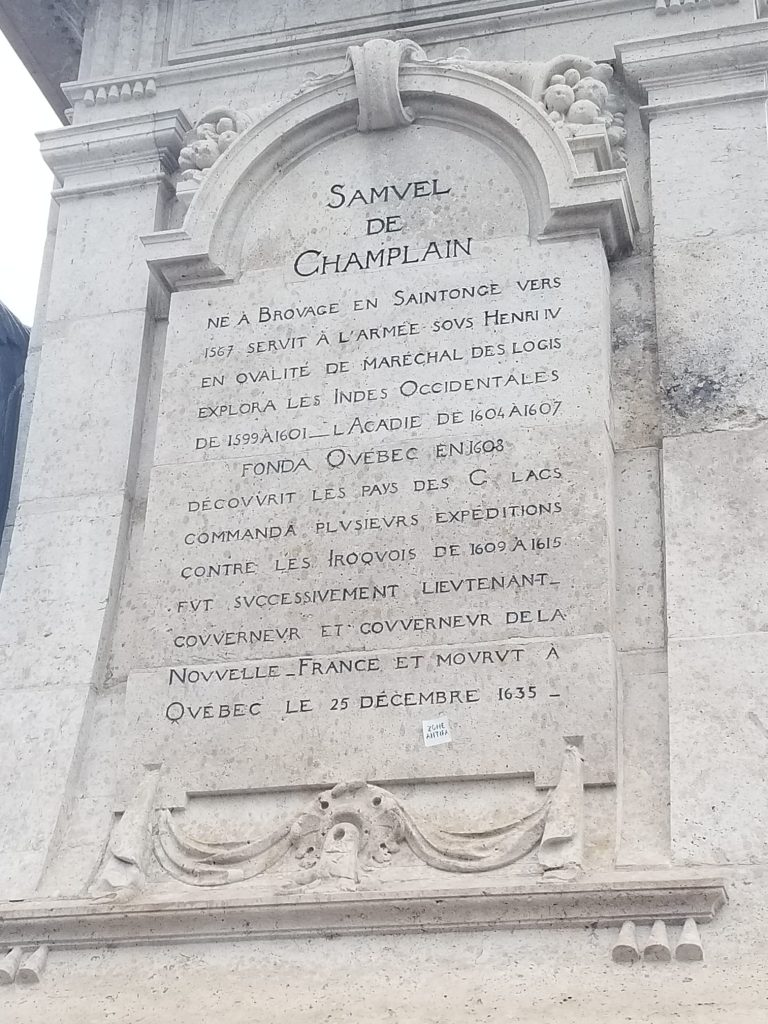 SAMVEL
DE
CHAMPLAIN
NE À BROVAGE EN SAINTONGE VERS
1567 SERVIT À L'ARMÉE SOVS HENRI IV
EN QVALITÉ DE MARÉCHAL DES LOGIS
EXPLORA LES INDES OCCIDENTALES
DE 1599 À 1601 _ L'ACADIE DE 1604 À 1607
FONDA QVÉBEC EN 1608
DÉCOVVRIT LES PAYS DES G LACS
COMMANDA PLVSIEVRS EXPÉDITIONS
CONTRE LES IROQVOIS DE 1609 À 1615
FVT SVCCESSIVEMENT LIEVTENANT_
GOVVERNEVR ET GOVVERNEVR DE LA
NOVVELLE_FRANCE ET MOVRVT À
QVÉBEC LE 25 DÉCEMBRE 1635 _
ZONE
ANTIFA